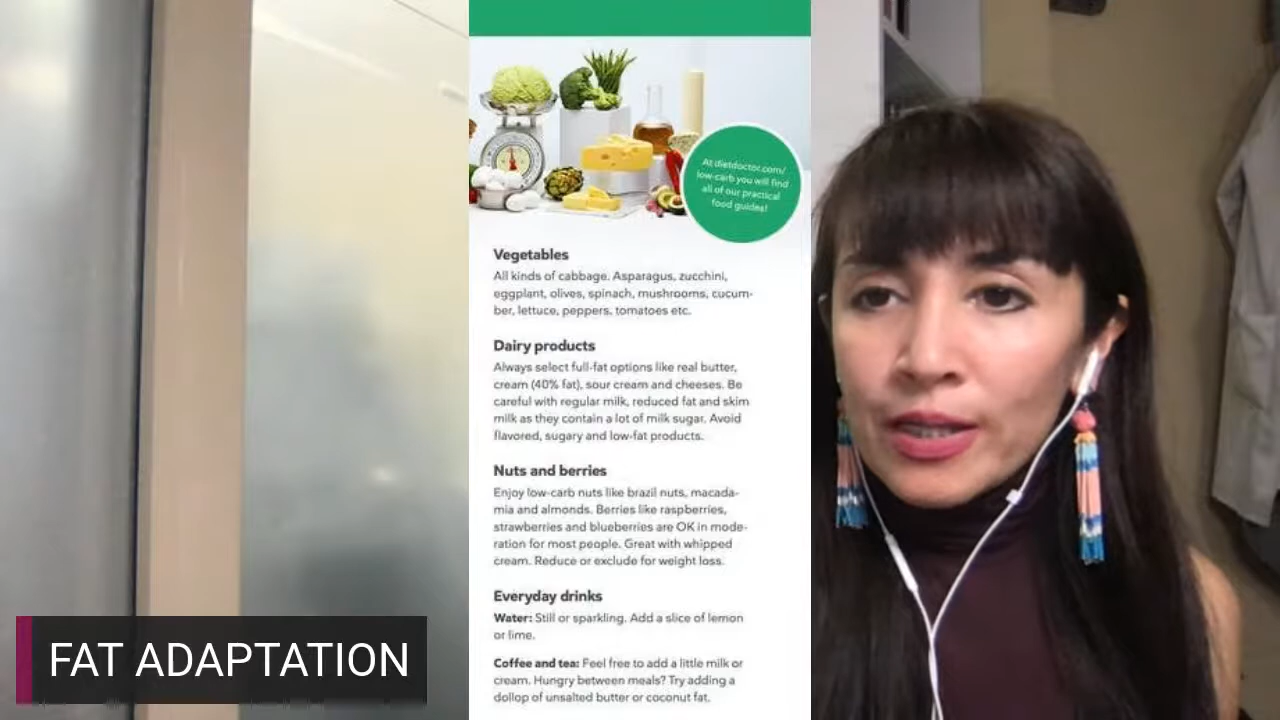 At dietdoctor.com/
low-carb you will find
all of our practical
food guides!
Vegetables
All kinds of cabbage. Asparagus, zucchini,
eggplant, olives, spinach, mushrooms, cucum-
ber, lettuce, peppers, tomatoes etc.
Dairy products
Always select full-fat options like real butter,
cream (40% fat), sour cream and cheeses. Be
careful with regular milk, reduced fat and skim
milk as they contain a lot of milk sugar. Avoid
flavored, sugary and low-fat products.
Nuts and berries
Enjoy low-carb nuts like brazil nuts, macada-
mia and almonds. Berries like raspberries,
strawberries and blueberries are OK in mode-
ration for most people. Great with whipped
cream. Reduce or exclude for weight loss.
Everyday drinks
Water: Still or sparkling. Add a slice of lemon
or lime.
Coffee and tea: Feel free to add a little milk or
cream. Hungry between meals? Try adding a
dollop of unsalted butter or coconut fat.
FAT ADAPTATION